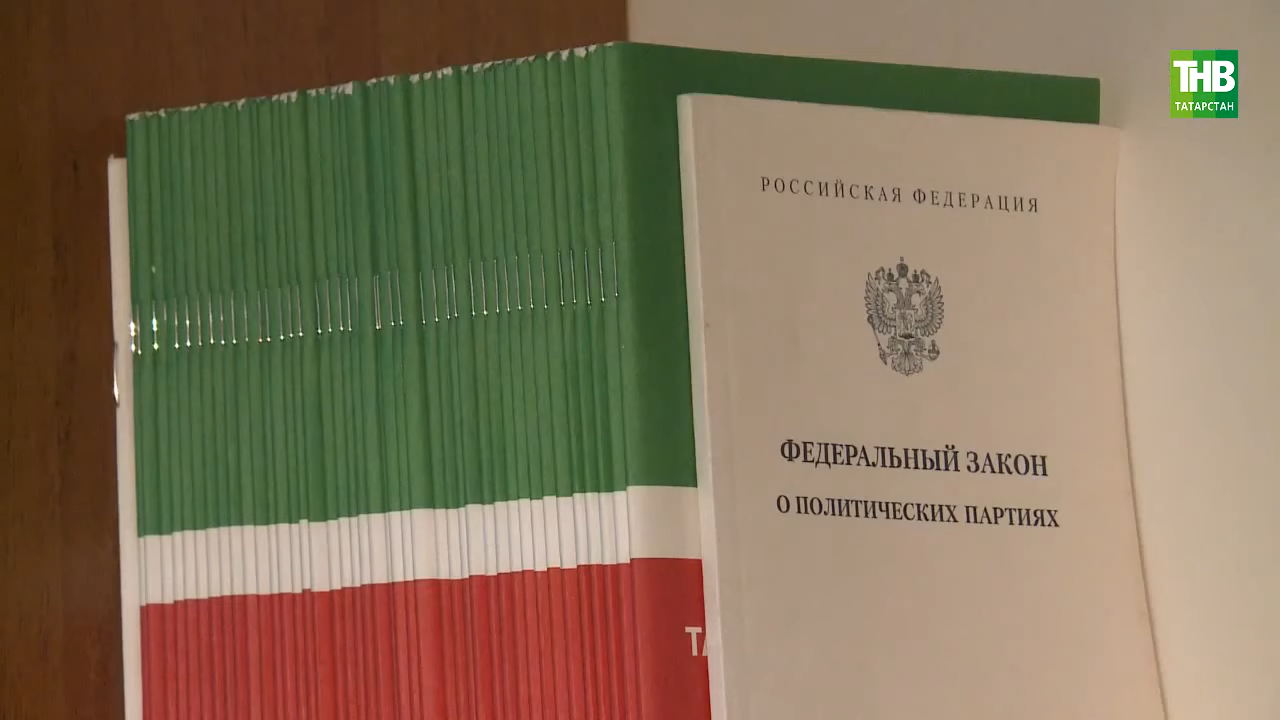 ТНВ
ТАТАРСТАН
РОССИЙСКАЯ ФЕДЕРАЦИЯ
ФЕДЕРАЛЬНЫЙ ЗАКОН
О ПОЛИТИЧЕСКИХ ПАРТИЯХ